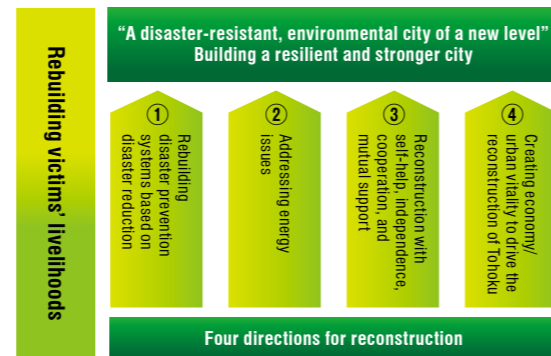 Rebuilding victims' livelihoods
“A disaster-resistant, environmental city of a new level”
Building a resilient and stronger city
①
Rebuilding
disaster prevention
systems based on
disaster reduction
②
Addressing energy
issues
③
Reconstruction with
self-help, independence,
cooperation, and
mutual support
④
Creating economy/
urban vitality to drive the
reconstruction of Tohoku
Four directions for reconstruction